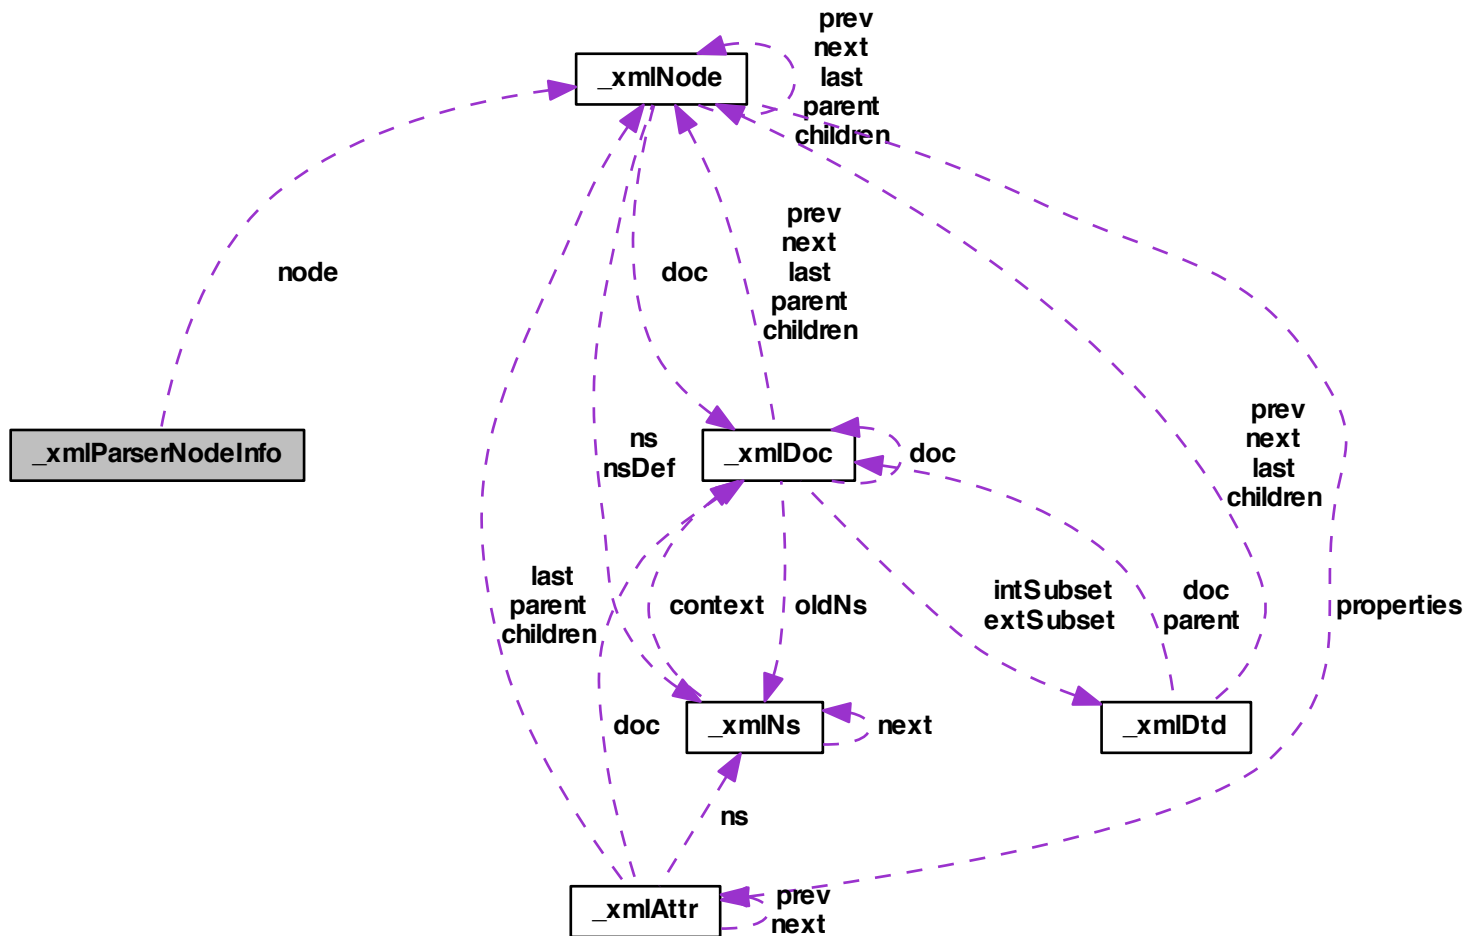 prev
next
last
parent
children
_xmlNode
prev
next
last
parent
children
node
doc
prev
next
last
children
_xmlParserNodeInfo
ns
nsDef
_xmlDoc
doc
last
parent
children
context
oldNs
intSubset
extSubset
doc
parent
properties
doc
_xmlNs
next
_xmlDtd
ns
_xmlAttr
prev
next